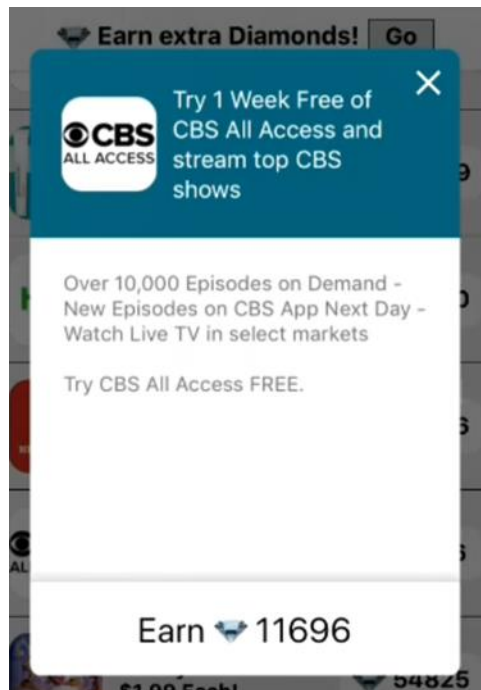 Earn extra Diamonds! Go
CBS
ALL ACCESS
Try 1 Week Free of
CBS All Access and
stream top CBS
shows
Over 10,000 Episodes on Demand -
New Episodes on CBS App Next Day -
Watch Live TV in select markets
Try CBS All Access FREE.
Earn 11696
54825